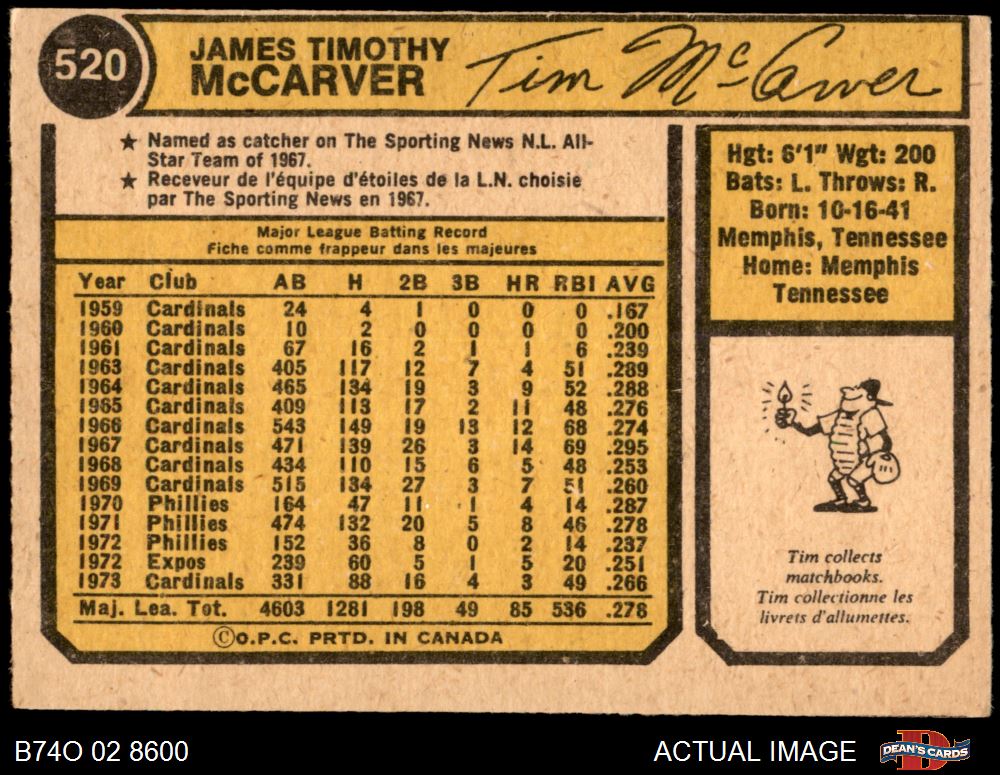 520
JAMES TIMOTHY
McCARVER
Tim McCarver
★ Named as catcher on The Sporting News N.L. All-
Star Team of 1967.
★ Receveur de l'équipe d'étoiles de la L.N. choisie
par The Sporting News en 1967.
Major League Batting Record
Fiche comme frappeur dans les majeures
Year Club AB H 2B 3B HR RBI AVG
1959 Cardinals 24 4 1 0 0 0 .167
1960 Cardinals 10 2 0 0 0 0 .200
1961 Cardinals 67 16 2 1 1 6 .239
1963 Cardinals 405 117 12 7 4 51 .289
1964 Cardinals 465 134 19 3 9 52 .288
1965 Cardinals 409 113 17 2 11 48 .276
1966 Cardinals 543 149 19 13 12 68 .274
1967 Cardinals 471 139 26 3 14 69 .295
1968 Cardinals 434 110 15 6 5 48 .253
1969 Cardinals 515 134 27 3 7 51 .260
1970 Phillies 164 47 11 1 4 14 .287
1971 Phillies 474 132 20 5 8 46 .278
1972 Phillies 152 36 8 0 2 14 .237
1972 Expos 239 60 5 1 5 20 .251
1973 Cardinals 331 88 16 4 3 49 .266
Maj. Lea. Tot. 4603 1281 198 49 85 536 .278
©O.P.C. PRTD. IN CANADA
Hgt: 6'1" Wgt: 200
Bats: L. Throws: R.
Born: 10-16-41
Memphis, Tennessee
Home: Memphis
Tennessee
Tim collects
matchbooks.
Tim collectionne les
livrets d'allumettes.
B74O 02 8600
ACTUAL IMAGE
DEAN'S CARDS